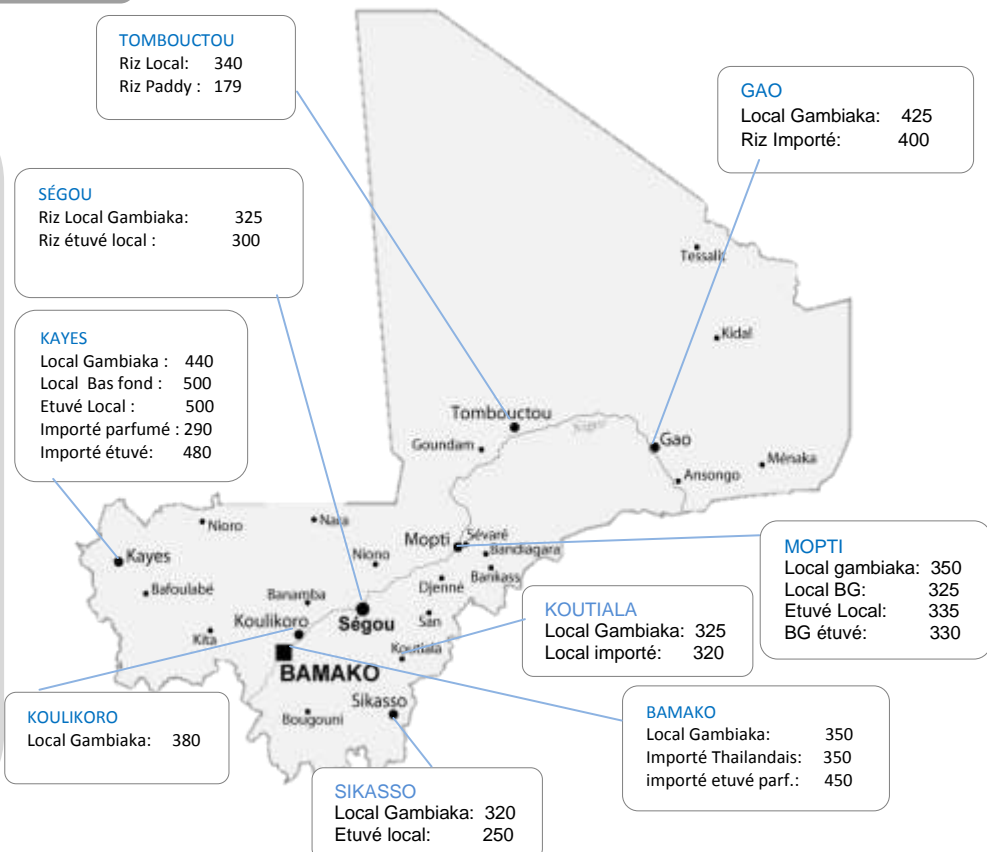 TOMBOUCTOU
Riz Local: 340
Riz Paddy : 179
GAO
Local Gambiaka: 425
Riz Importé: 400
SÉGOU
Riz Local Gambiaka: 325
Riz étuvé local : 300
KAYES
Local Gambiaka : 440
Local Bas fond : 500
Etuvé Local : 500
Importé parfumé : 290
Importé étuvé: 480
Tessalit
Kidal
Tombouctou
Niger
Goundam
Gao
Ménaka
Ansongo
Nioro
Nara
Mopti
Sévaré
Bandiagara
Kayes
Niono
Bankass
Djenné
Bafoulabé
Banamba
Koulikoro
Ségou
San
Kita
Koutiala
BAMAKO
Sikasso
Bougouni
MOPTI
Local gambiaka: 350
Local BG: 325
Etuvé Local: 335
BG étuvé: 330
KOUTIALA
Local Gambiaka: 325
Local importé: 320
KOULIKORO
Local Gambiaka: 380
BAMAKO
Local Gambiaka: 350
Importé Thailandais: 350
importé etuvé parf.: 450
SIKASSO
Local Gambiaka: 320
Etuvé local: 250